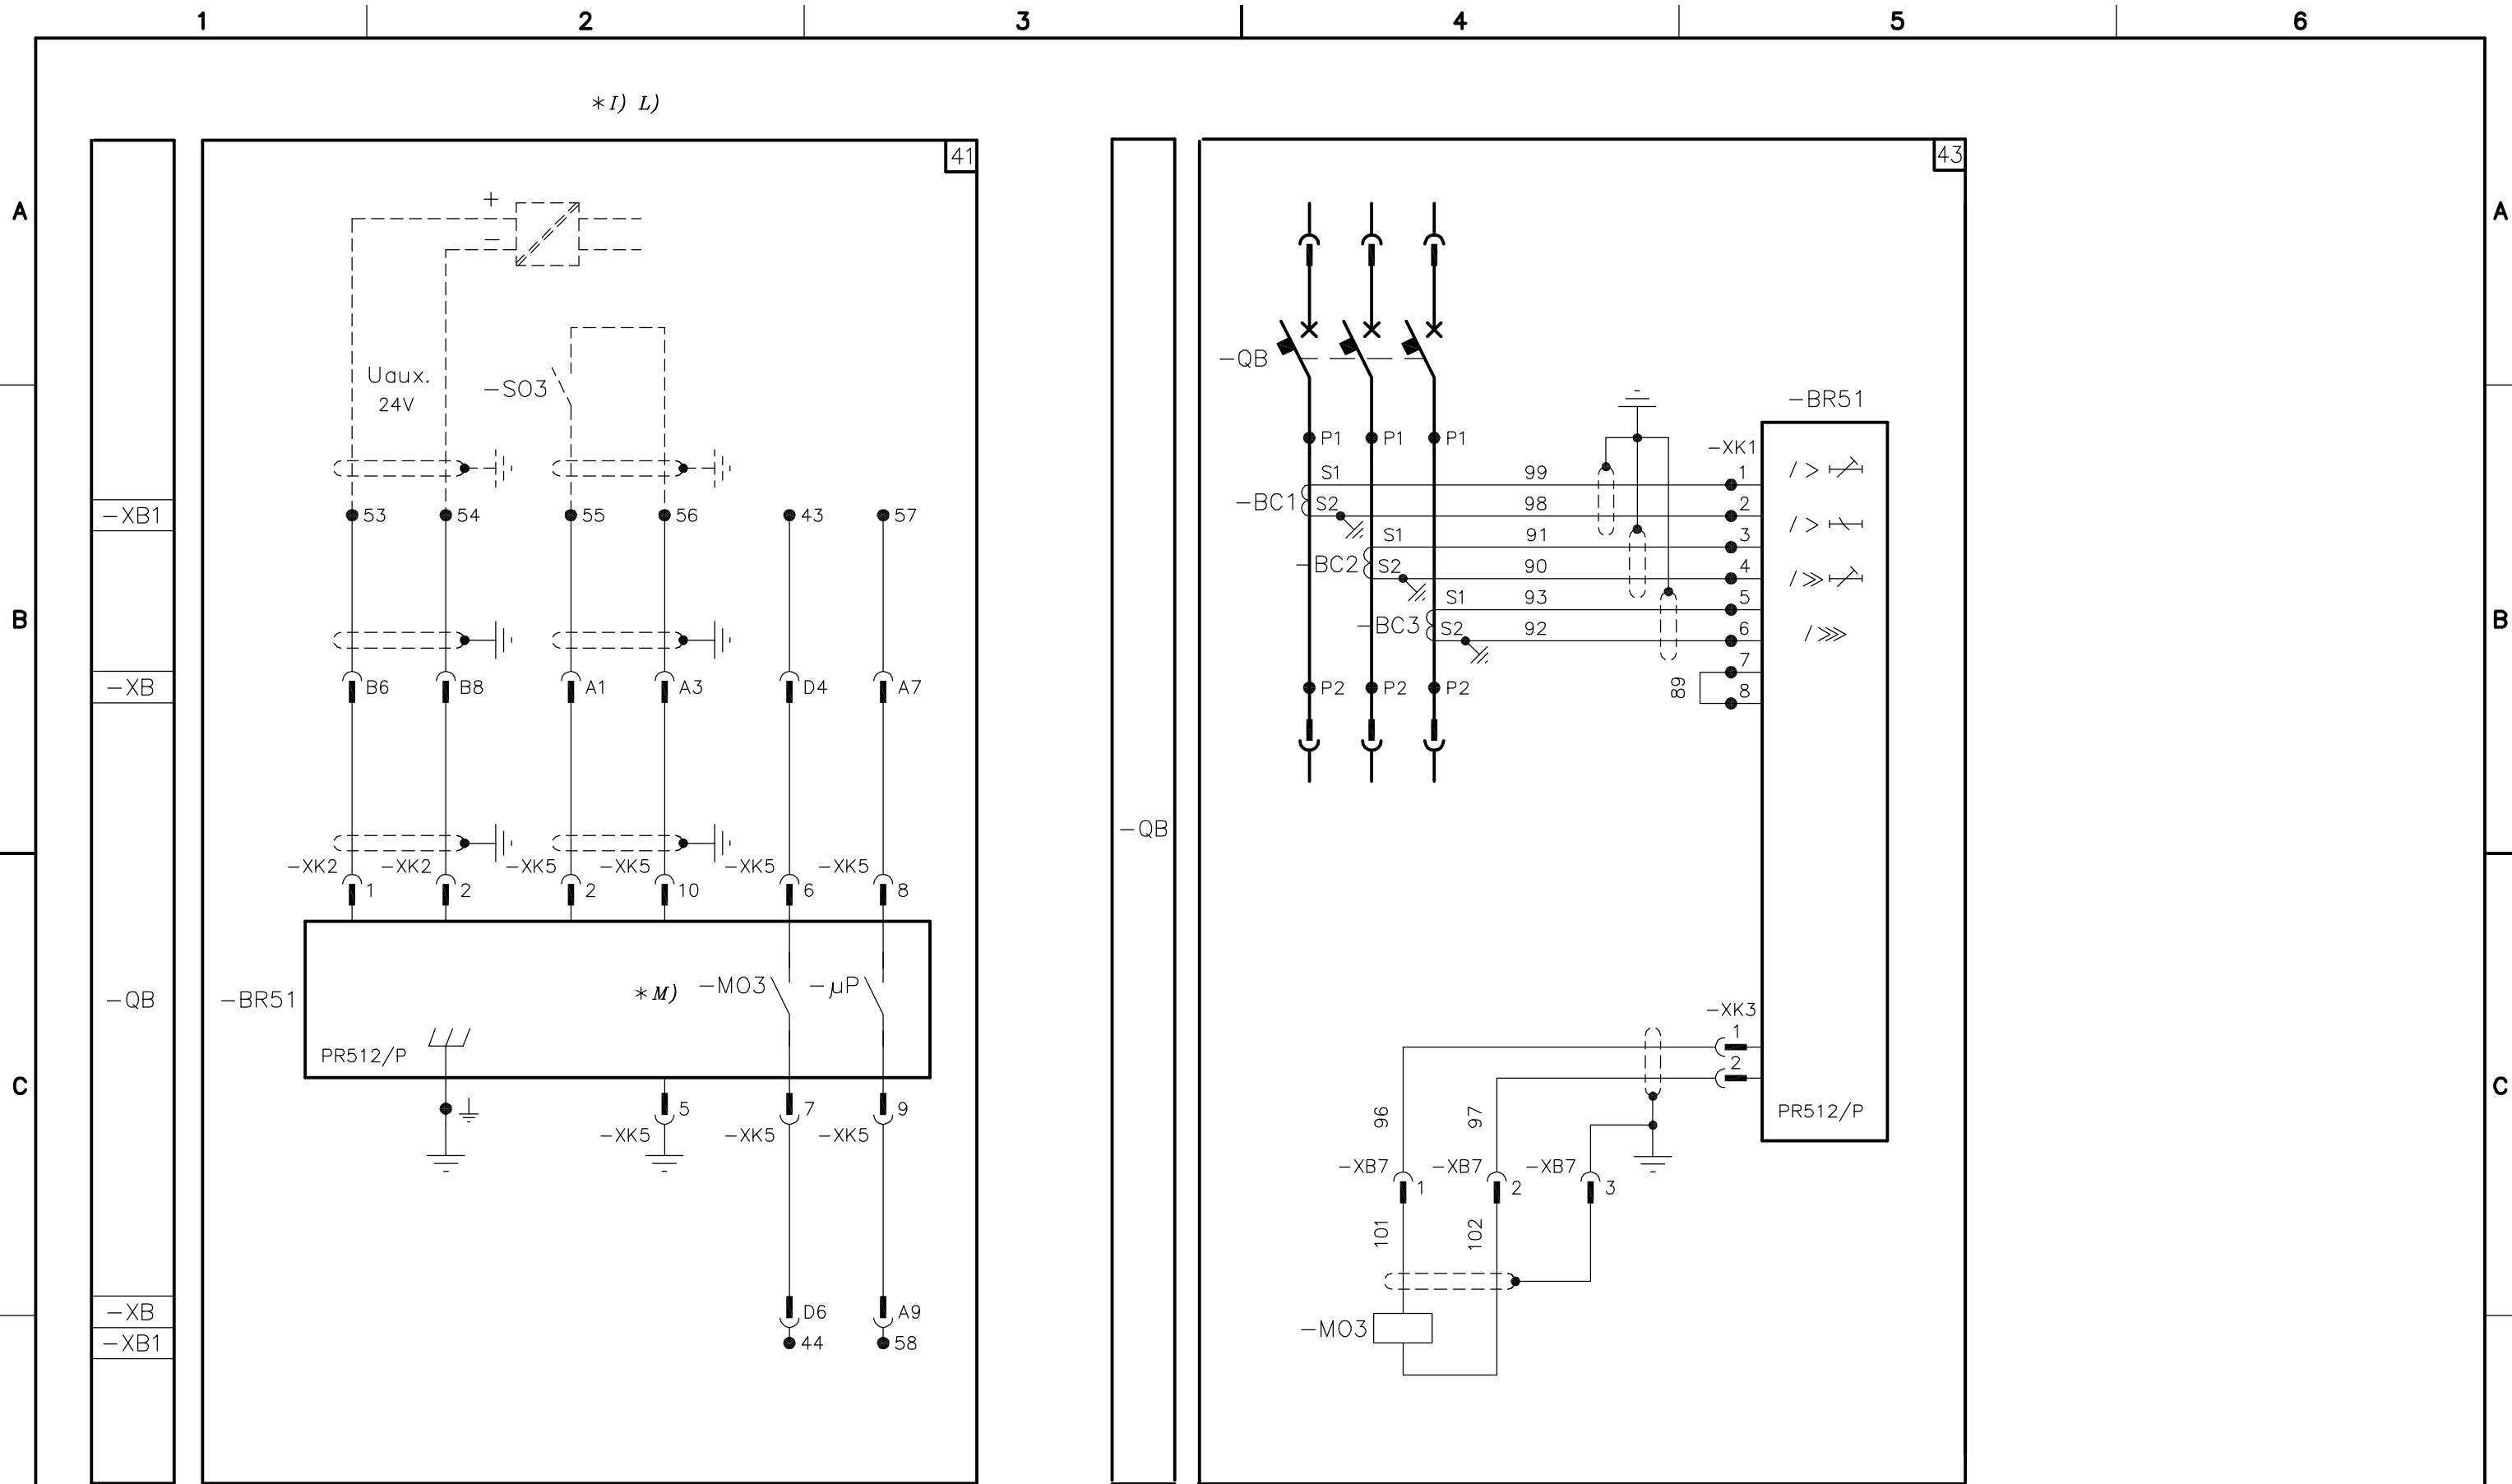 1 2 3 4 5 6
*I) L)
41
43
A
A
+
−
-QB
Uaux.
24V
-SO3
-BR51
P1 P1 P1
-XK1
S1 99 1
-BC1 S2 98 2
-XB1 53 54 55 56 43 57
S1 91 3
-BC2 S2 90 4
S1 93 5
-BC3 S2 92 6
/ >
/ >
/ >>
/ >>>
B
B
7
89
8
-XB B6 B8 A1 A3 D4 A7
P2 P2 P2
-QB
-XK2 -XK2 -XK5 -XK5 -XK5 -XK5
1 2 2 10 6 8
-QB
-BR51
*M) -MO3 -µP
PR512/P
-XK3
1
2
C
C
5 7 9
-XK5 -XK5 -XK5
PR512/P
96 97
-XB7 -XB7 -XB7
1 2 3
101 102
-XB D6 A9
-XB1 44 58
-MO3